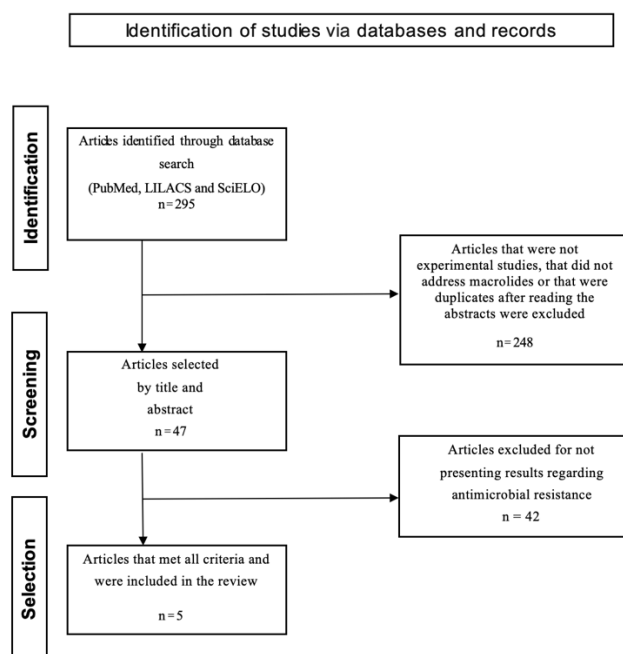 Identification of studies via databases and records
Identification
Articles identified through database
search
(PubMed, LILACS and SciELO)
n=295
Articles that were not
experimental studies, that did not
address macrolides or that were
duplicates after reading the
abstracts were excluded
n=248
Screening
Articles selected
by title and
abstract
n=47
Articles excluded for not
presenting results regarding
antimicrobial resistance
n = 42
Selection
Articles that met all criteria and
were included in the review
n=5